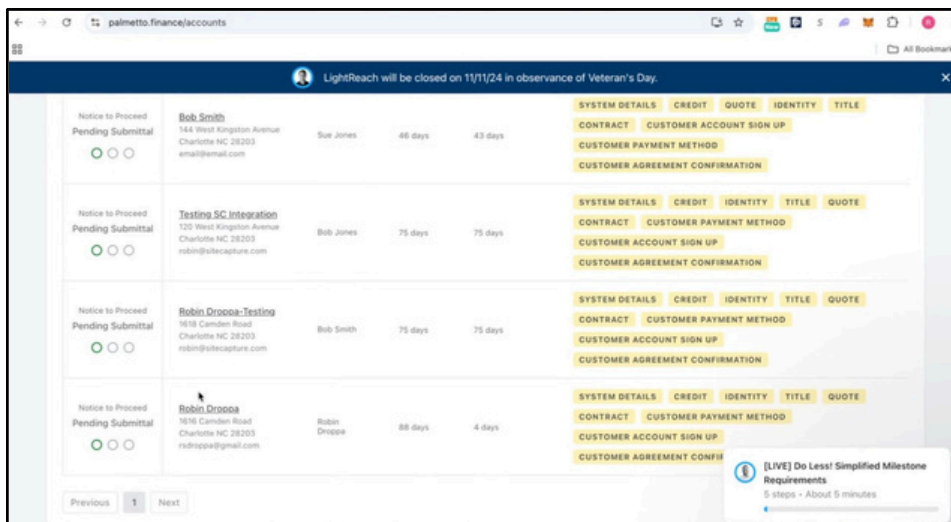 palmetto.finance/accounts
All Bookmar
LightReach will be closed on 11/11/24 in observance of Veteran's Day.
Notice to Proceed
Pending Submittal
Bob Smith
144 West Kingston Avenue
Charlotte NC 28203
email@email.com
Sue Jones
46 days
43 days
SYSTEM DETAILS CREDIT QUOTE IDENTITY TITLE
CONTRACT CUSTOMER ACCOUNT SIGN UP
CUSTOMER PAYMENT METHOD
CUSTOMER AGREEMENT CONFIRMATION
Notice to Proceed
Pending Submittal
Testing SC Integration
120 West Kingston Avenue
Charlotte NC 28203
robin@sitecapture.com
Bob Jones
75 days
75 days
SYSTEM DETAILS CREDIT IDENTITY TITLE QUOTE
CONTRACT CUSTOMER PAYMENT METHOD
CUSTOMER ACCOUNT SIGN UP
CUSTOMER AGREEMENT CONFIRMATION
Notice to Proceed
Pending Submittal
Robin Droppa-Testing
1618 Camden Road
Charlotte NC 28203
robin@sitecapture.com
Bob Smith
75 days
75 days
SYSTEM DETAILS CREDIT IDENTITY TITLE QUOTE
CONTRACT CUSTOMER PAYMENT METHOD
CUSTOMER ACCOUNT SIGN UP
CUSTOMER AGREEMENT CONFIRMATION
Notice to Proceed
Pending Submittal
Robin Droppa
1616 Camden Road
Charlotte NC 28203
rsdroppa@gmail.com
Robin
Droppa
88 days
4 days
SYSTEM DETAILS CREDIT IDENTITY TITLE QUOTE
CONTRACT CUSTOMER PAYMENT METHOD
CUSTOMER ACCOUNT SIGN UP
CUSTOMER AGREEMENT CONFIR
[LIVE] Do Less! Simplified Milestone
Requirements
5 steps • About 5 minutes
Previous 1 Next